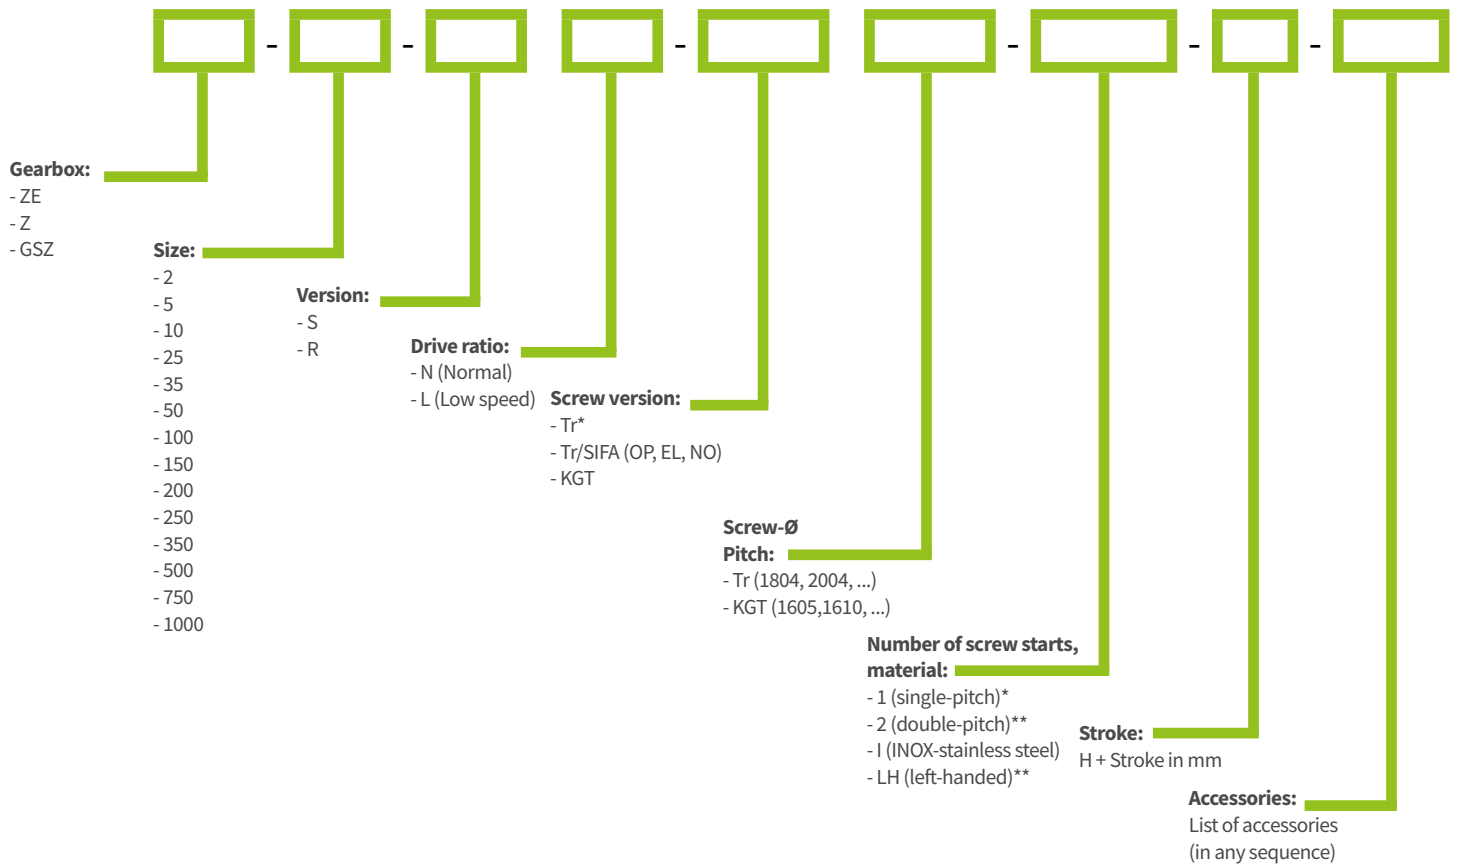 - - - - - -
Gearbox:
- ZE
- Z
- GSZ
Size:
- 2
- 5
- 10
- 25
- 35
- 50
- 100
- 150
- 200
- 250
- 350
- 500
- 750
- 1000
Version:
- S
- R
Drive ratio:
- N (Normal)
- L (Low speed)
Screw version:
- Tr*
- Tr/SIFA (OP, EL, NO)
- KGT
Screw-Ø
Pitch:
- Tr (1804, 2004, ...)
- KGT (1605,1610, ...)
Number of screw starts,
material:
- 1 (single-pitch)*
- 2 (double-pitch)**
- I (INOX-stainless steel)
- LH (left-handed)**
Stroke:
H + Stroke in mm
Accessories:
List of accessories
(in any sequence)